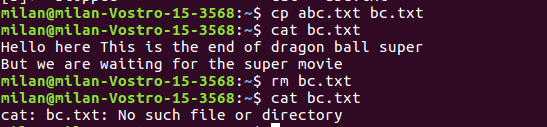 milan@milan-Vostro-15-3568:~$ cp abc.txt bc.txt
milan@milan-Vostro-15-3568:~$ cat bc.txt
Hello here This is the end of dragon ball super
But we are waiting for the super movie
milan@milan-Vostro-15-3568:~$ rm bc.txt
milan@milan-Vostro-15-3568:~$ cat bc.txt
cat: bc.txt: No such file or directory